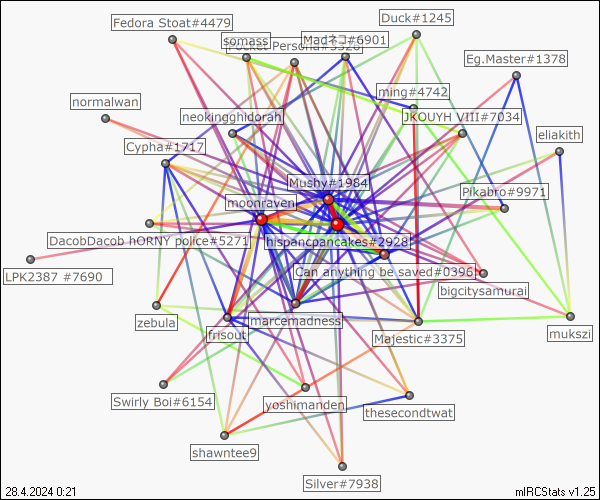 Fedora Stoat#4479
Duck#1245
somass
Madネコ#6901
Pocket Persona#5526
Eg.Master#1378
ming#4742
normalwan
neokingghidorah
JKOUYH VIII#7034
eliakith
Cypha#1717
Mushy#1984
Pikabro#9971
moonraven
DacobDacob hORNY police#5271
hispancpancakes#2928
LPK2387 #7690
Can anything be saved#0396
bigcitysamurai
zebula
marcemadness
frisout
Majestic#3375
mukszi
Swirly Boi#6154
yoshimanden
thesecondtwat
shawntee9
Silver#7938
28.4.2024 0:21
mIRCStats v1.25